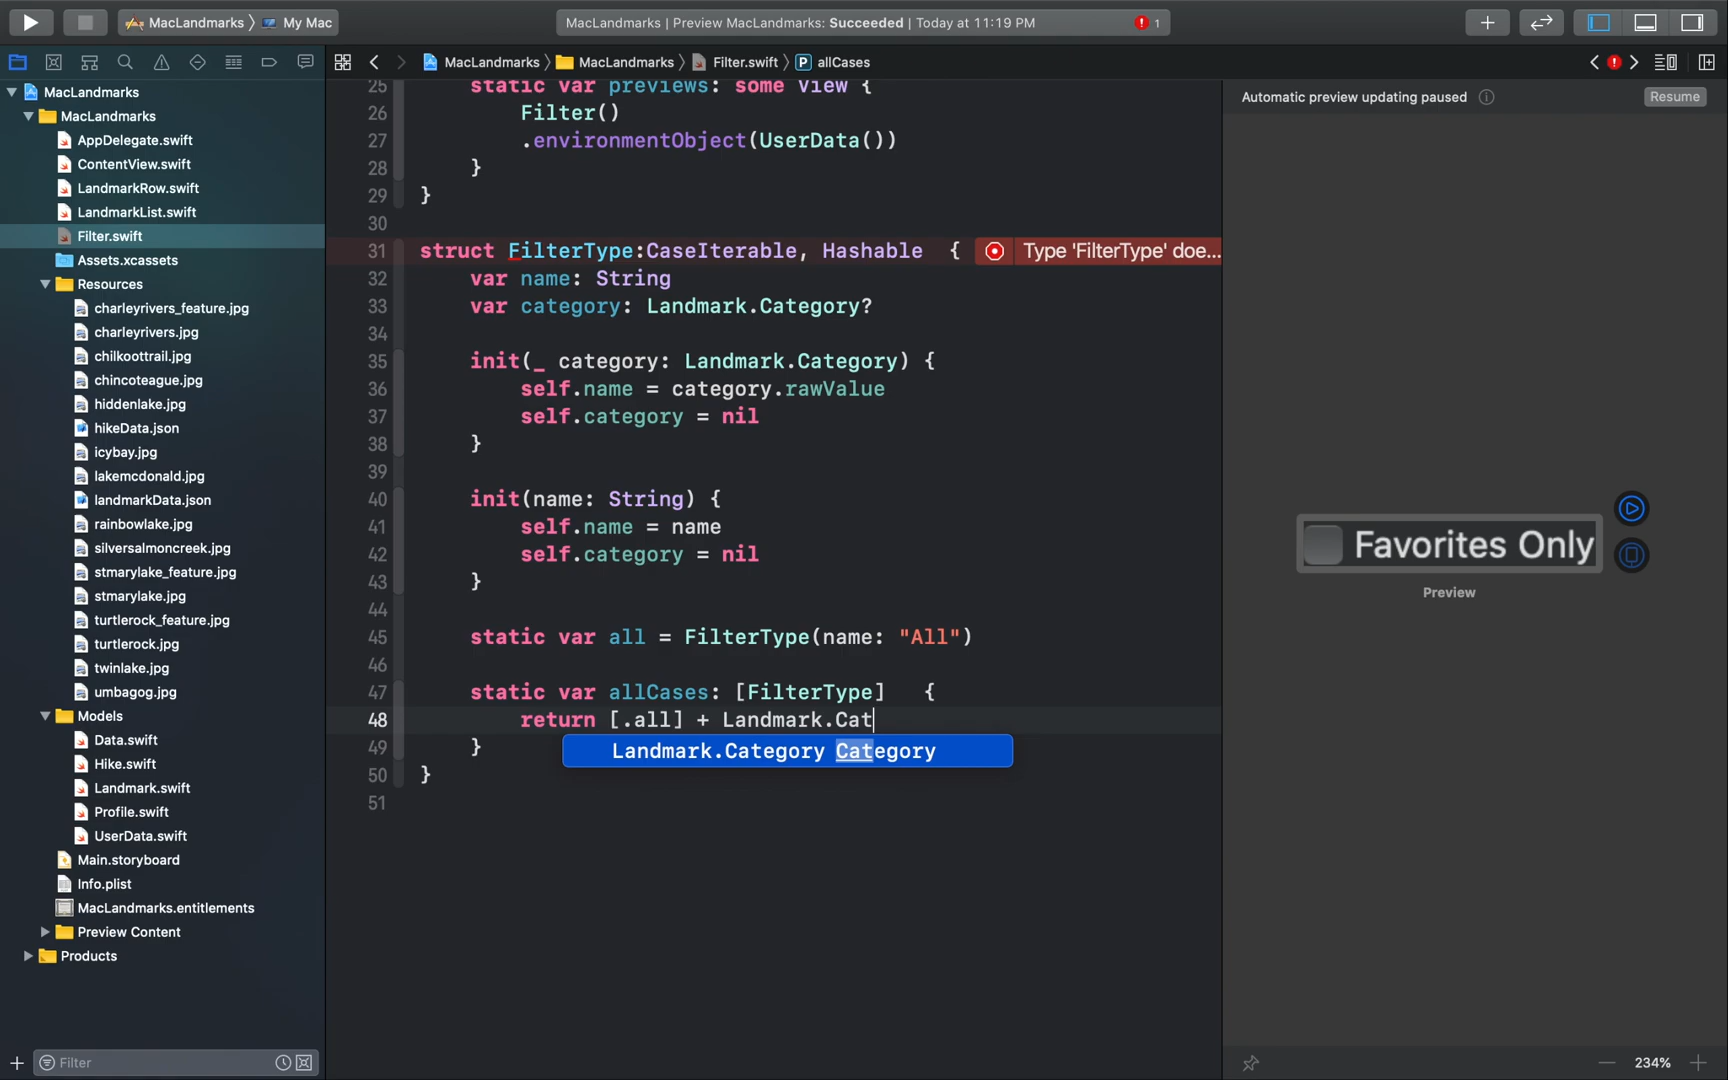 MacLandmarks 〉 My Mac
MacLandmarks | Preview MacLandmarks: Succeeded | Today at 11:19 PM
1
MacLandmarks 〉 MacLandmarks 〉 Filter.swift 〉 P allCases
MacLandmarks
MacLandmarks
AppDelegate.swift
ContentView.swift
LandmarkRow.swift
LandmarkList.swift
Filter.swift
Assets.xcassets
Resources
charleyrivers_feature.jpg
charleyrivers.jpg
chilkoottrail.jpg
chincoteague.jpg
hiddenlake.jpg
hikeData.json
icybay.jpg
lakemcdonald.jpg
landmarkData.json
rainbowlake.jpg
silversalmoncreek.jpg
stmarylake_feature.jpg
stmarylake.jpg
turtlerock_feature.jpg
turtlerock.jpg
twinlake.jpg
umbagog.jpg
Models
Data.swift
Hike.swift
Landmark.swift
Profile.swift
UserData.swift
Main.storyboard
Info.plist
MacLandmarks.entitlements
Preview Content
Products
Filter
25 static var previews: some View {
26 Filter()
27 .environmentObject(UserData())
28 }
29 }
30
31 struct FilterType:CaseIterable, Hashable  { Type 'FilterType' doe...
32 var name: String
33 var category: Landmark.Category?
34
35 init(_ category: Landmark.Category) {
36 self.name = category.rawValue
37 self.category = nil
38 }
39
40 init(name: String) {
41 self.name = name
42 self.category = nil
43 }
44
45 static var all = FilterType(name: "All")
46
47 static var allCases: [FilterType]   {
48 return [.all] + Landmark.Cat
49 }
Landmark.Category Category
50 }
51
Automatic preview updating paused
Resume
Favorites Only
Preview
234%